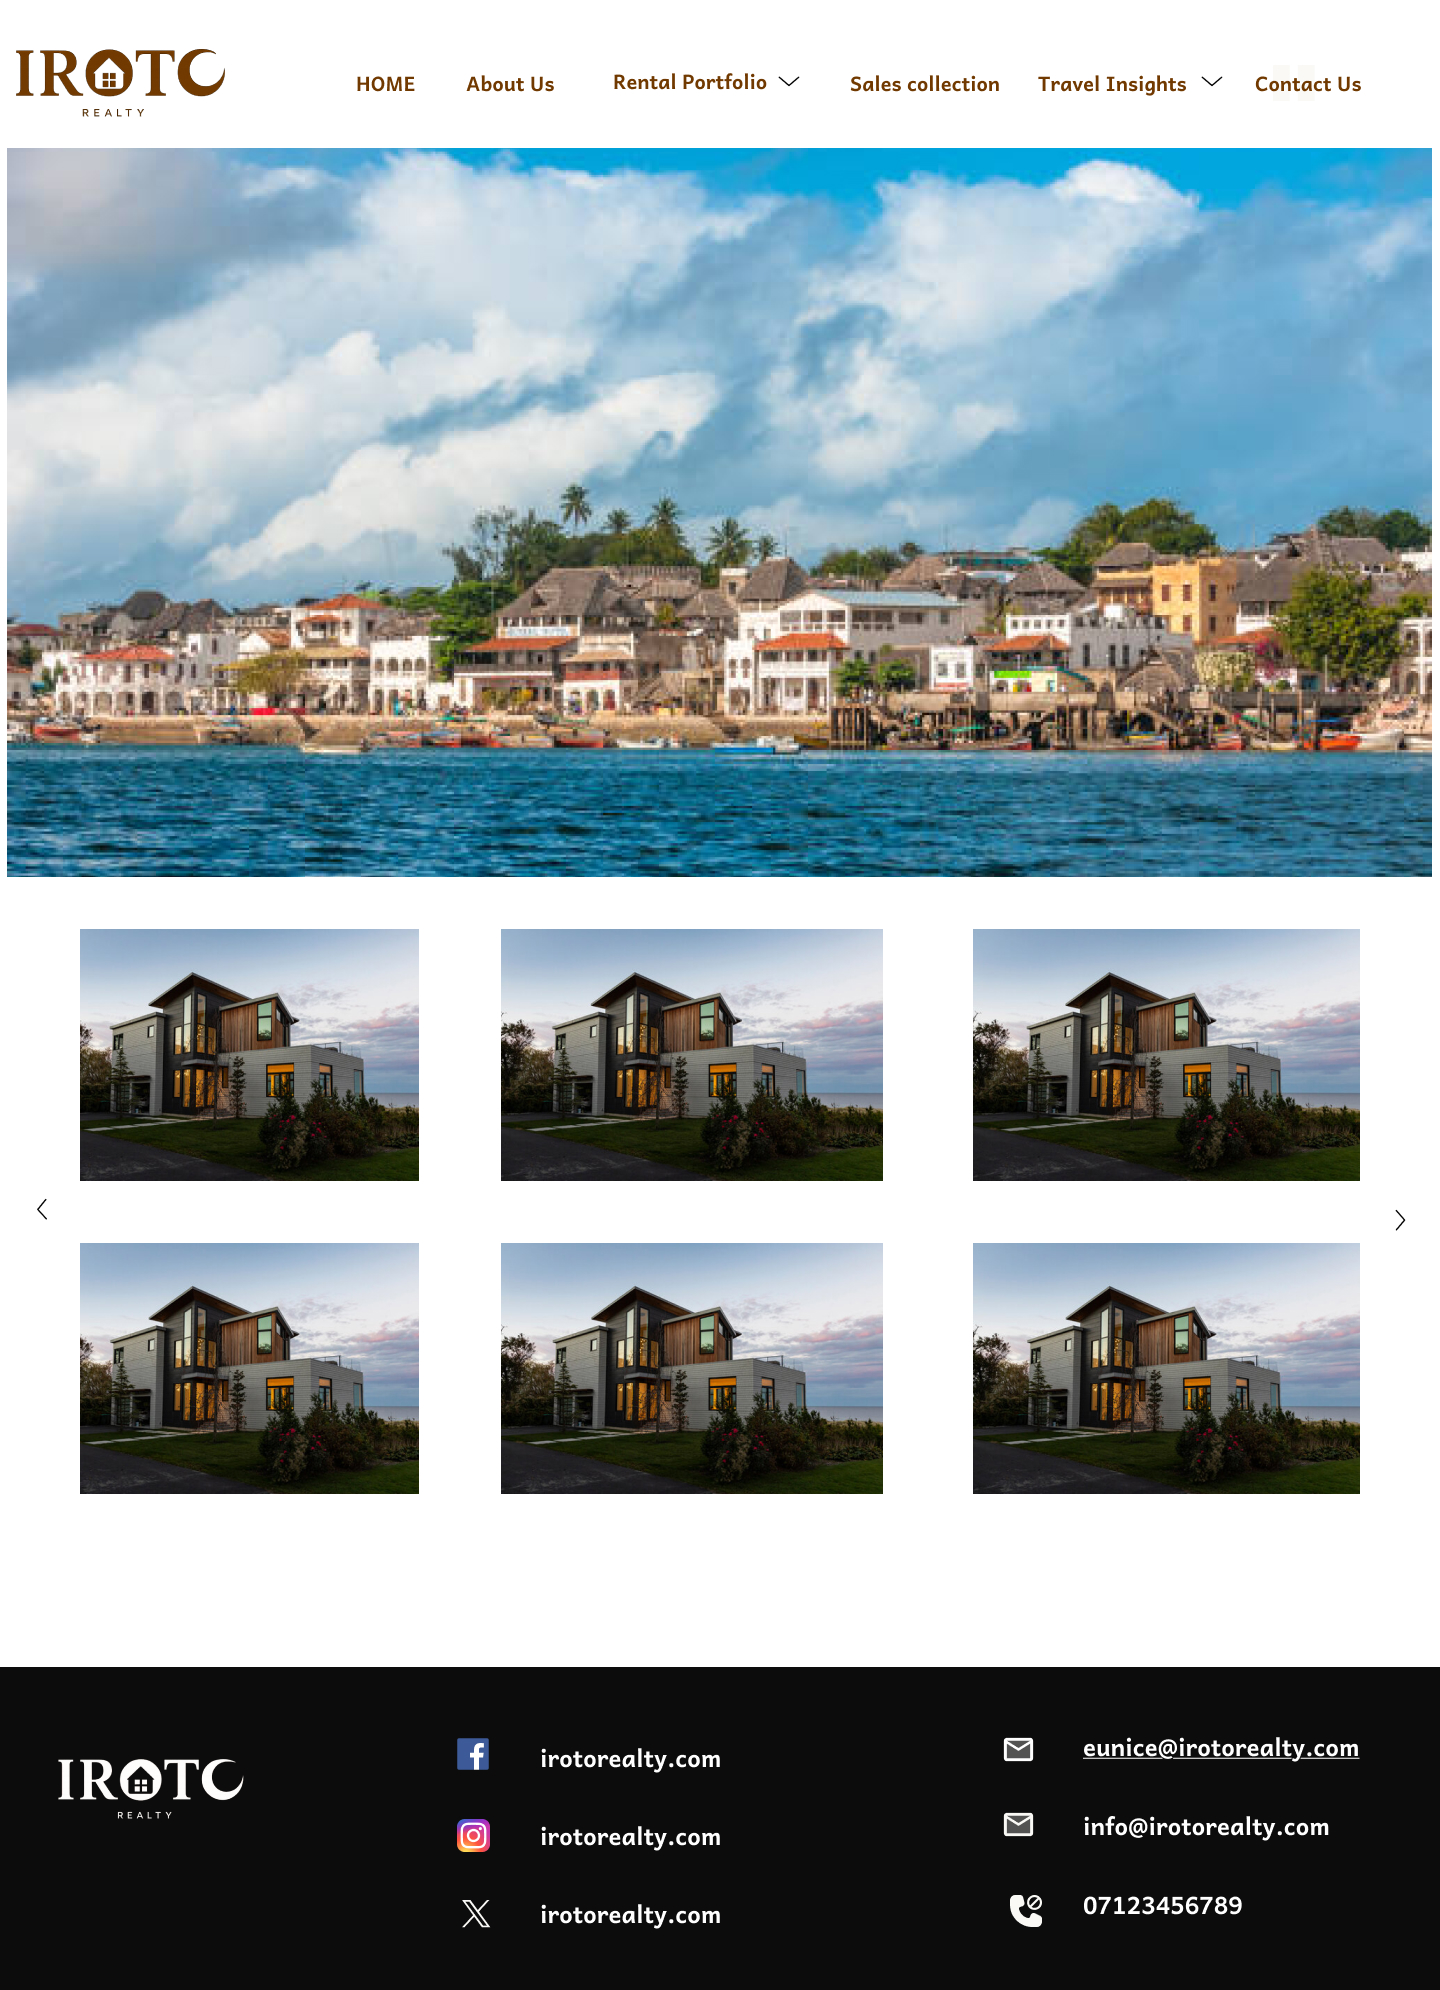 IROTO
REALTY
HOME
About Us
Rental Portfolio
Sales collection
Travel Insights
Contact Us
IROTO
REALTY
irotorealty.com
irotorealty.com
irotorealty.com
eunice@irotorealty.com
info@irotorealty.com
07123456789